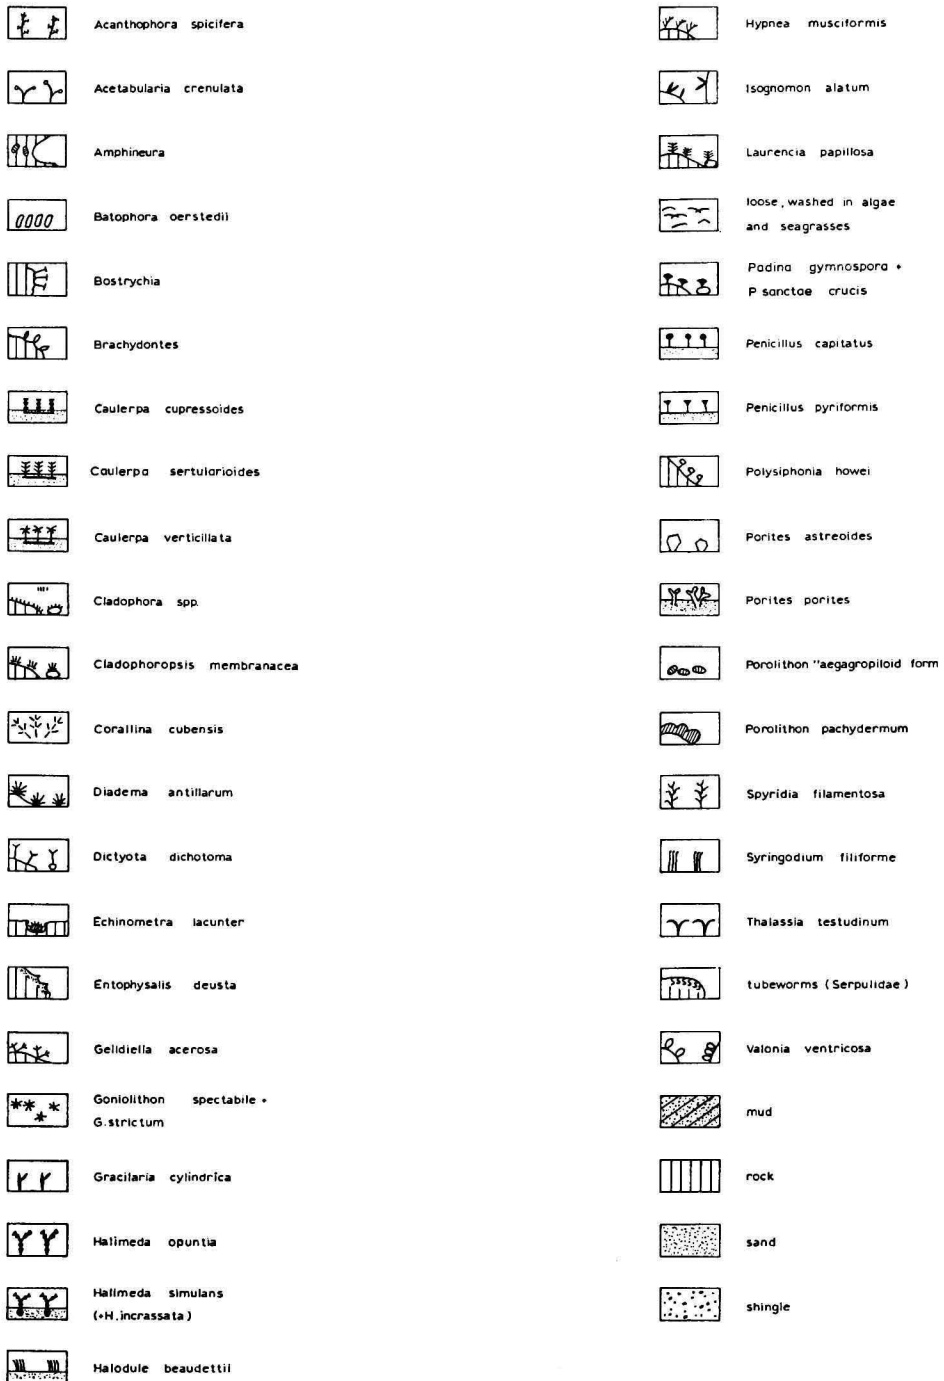 Acanthophora spicifera
Acetabularia crenulata
Amphineura
Batophora oerstedii
Bostrychia
Brachydontes
Caulerpa cupressoides
Caulerpa sertularioides
Caulerpa verticillata
Cladophora spp.
Cladophoropsis membranacea
Corallina cubensis
Diadema antillarum
Dictyota dichotoma
Echinometra lacunter
Entophysalis deusta
Gelidiella acerosa
Goniolithon spectabile +
G.strictum
Gracilaria cylindrica
Halimeda opuntia
Halimeda simulans
(+H.incrassata)
Halodule beaudettii
Hypnea musciformis
Isognomon alatum
Laurencia papillosa
loose, washed in algae
and seagrasses
Padina gymnospora +
P sanctae crucis
Penicillus capitatus
Penicillus pyriformis
Polysiphonia howei
Porites astreoides
Porites porites
Porolithon "aegagropiloid form
Porolithon pachydermum
Spyridia filamentosa
Syringodium filiforme
Thalassia testudinum
tubeworms (Serpulidae)
Valonia ventricosa
mud
rock
sand
shingle